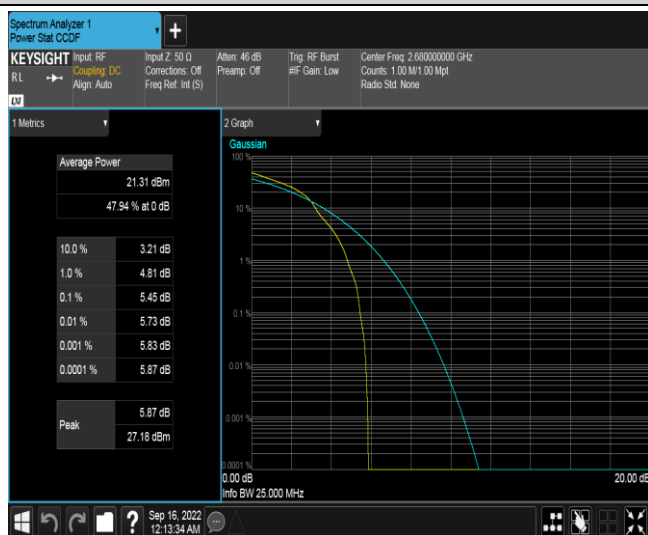 Spectrum Analyzer 1
Power Stat CCDF
+
KEYSIGHT
RL
LXI
Input: RF
Coupling: DC
Align: Auto
Input Z: 50 Ω
Corrections: Off
Freq Ref: Int (S)
Atten: 46 dB
Preamp: Off
Trig: RF Burst
#IF Gain: Low
Center Freq: 2.680000000 GHz
Counts: 1.00 M/1.00 Mpt
Radio Std: None
1 Metrics
Average Power
21.31 dBm
47.94 % at 0 dB
10.0 % 3.21 dB
1.0 % 4.81 dB
0.1 % 5.45 dB
0.01 % 5.73 dB
0.001 % 5.83 dB
0.0001 % 5.87 dB
Peak
5.87 dB
27.18 dBm
2 Graph
Gaussian
100 %
10 %
1 %
0.1 %
0.01 %
0.001 %
0.0001 %
0.00 dB 20.00 dB
Info BW 25.000 MHz
?
Sep 16, 2022
12:13:34 AM